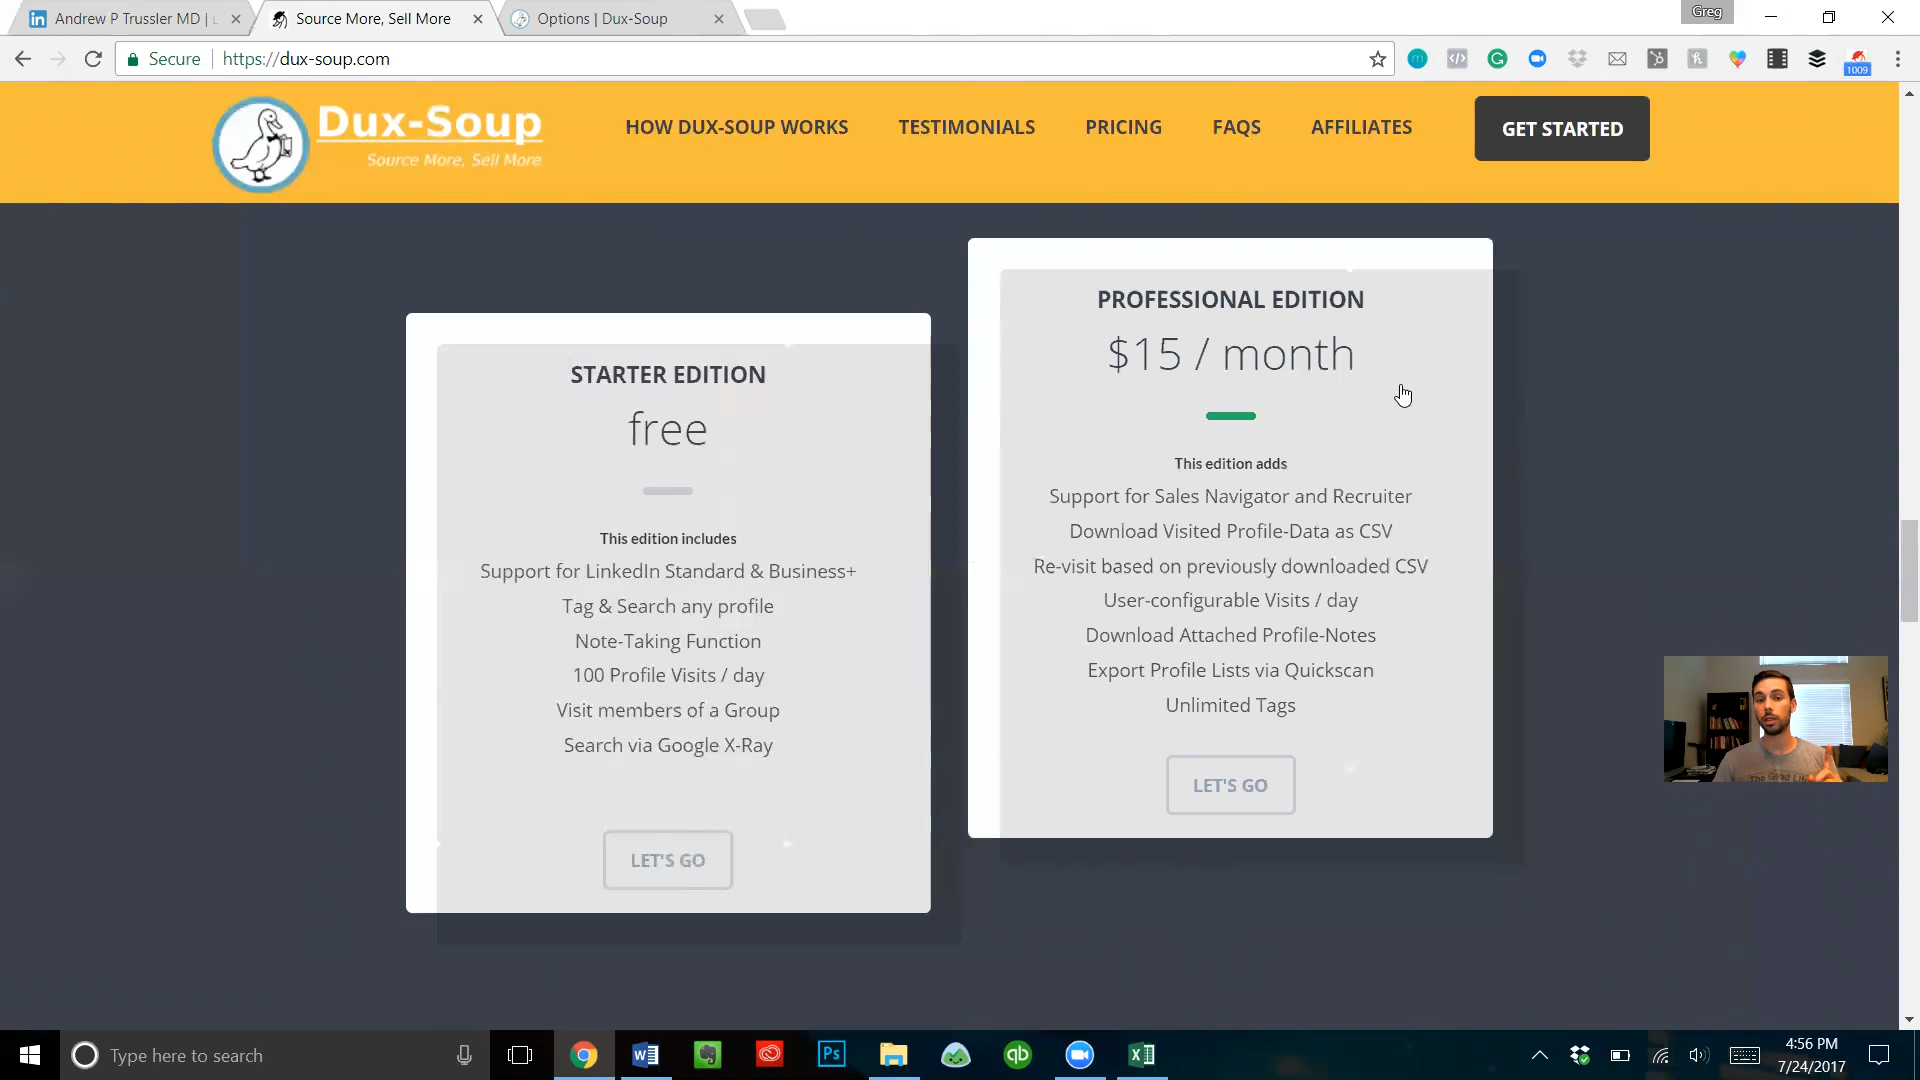 Andrew P Trussler MD | L
Source More, Sell More
Options | Dux-Soup
Greg
Secure
https://dux-soup.com
1009
Dux-Soup
Source More, Sell More
HOW DUX-SOUP WORKS
TESTIMONIALS
PRICING
FAQS
AFFILIATES
GET STARTED
STARTER EDITION
free
This edition includes
Support for LinkedIn Standard & Business+
Tag & Search any profile
Note-Taking Function
100 Profile Visits / day
Visit members of a Group
Search via Google X-Ray
LET'S GO
PROFESSIONAL EDITION
$15 / month
This edition adds
Support for Sales Navigator and Recruiter
Download Visited Profile-Data as CSV
Re-visit based on previously downloaded CSV
User-configurable Visits / day
Download Attached Profile-Notes
Export Profile Lists via Quickscan
Unlimited Tags
LET'S GO
The Good Life
Type here to search
Ps
qb
4:56 PM
7/24/2017